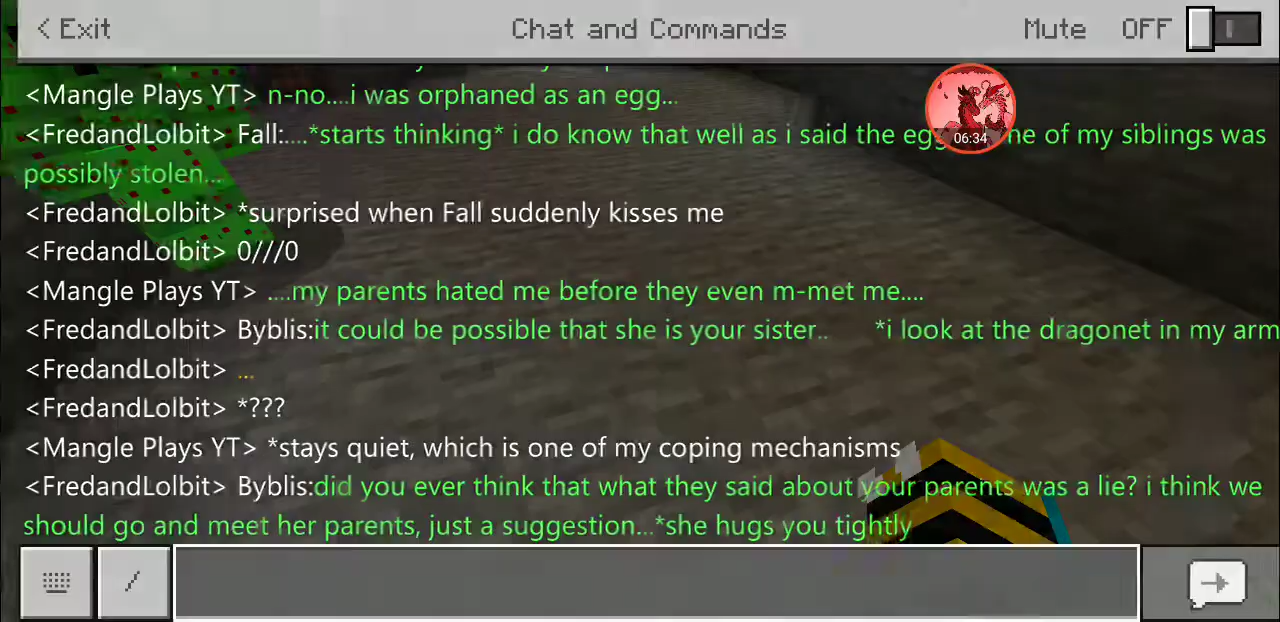 < Exit
Chat and Commands
Mute OFF
<Mangle Plays YT> n-no....i was orphaned as an egg...
06:34
<FredandLolbit> Fall:....*starts thinking* i do know that well as i said the egg of my siblings was
possibly stolen...
<FredandLolbit> *surprised when Fall suddenly kisses me
<FredandLolbit> 0///0
<Mangle Plays YT> ....my parents hated me before they even m-met me....
<FredandLolbit> Byblis:it could be possible that she is your sister.. *i look at the dragonet in my arm
<FredandLolbit> ...
<FredandLolbit> *???
<Mangle Plays YT> *stays quiet, which is one of my coping mechanisms
<FredandLolbit> Byblis:did you ever think that what they said about your parents was a lie? i think we
should go and meet her parents, just a suggestion...*she hugs you tightly
/